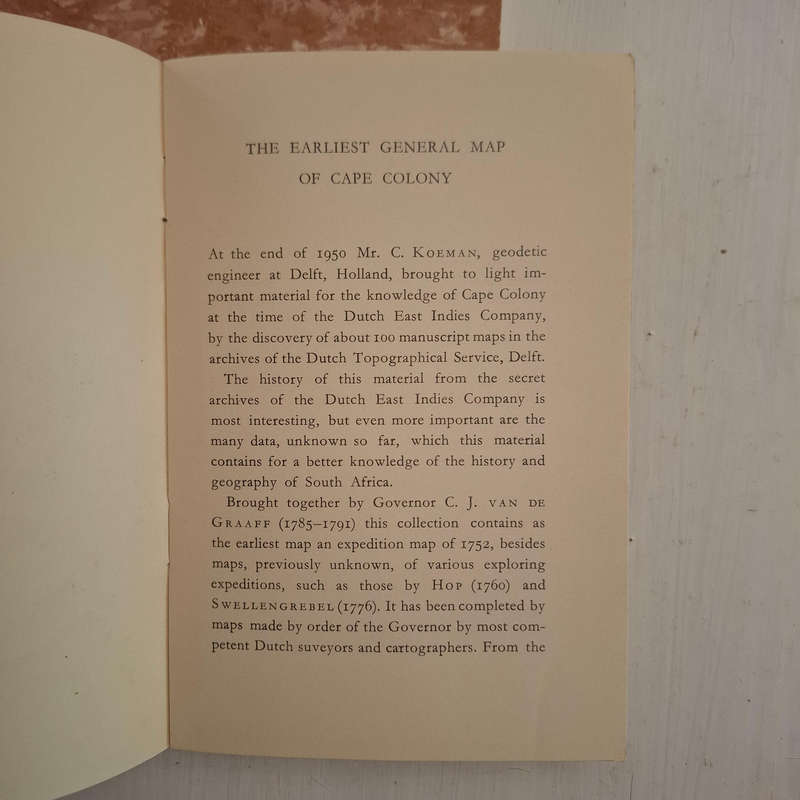 THE EARLIEST GENERAL MAP
OF CAPE COLONY
At the end of 1950 Mr. C. KOEMAN, geodetic
engineer at Delft, Holland, brought to light im-
portant material for the knowledge of Cape Colony
at the time of the Dutch East Indies Company,
by the discovery of about 100 manuscript maps in the
archives of the Dutch Topographical Service, Delft.
The history of this material from the secret
archives of the Dutch East Indies Company is
most interesting, but even more important are the
many data, unknown so far, which this material
contains for a better knowledge of the history and
geography of South Africa.
Brought together by Governor C. J. VAN DE
GRAAFF (1785–1791) this collection contains as
the earliest map an expedition map of 1752, besides
maps, previously unknown, of various exploring
expeditions, such as those by HOP (1760) and
SWELLENGREBEL (1776). It has been completed by
maps made by order of the Governor by most com-
petent Dutch suveyors and cartographers. From the